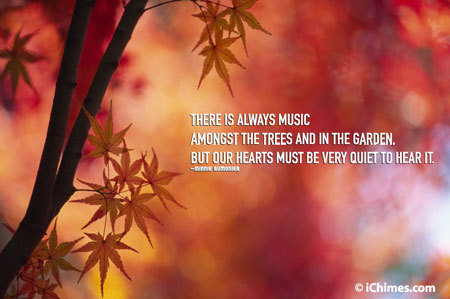 THERE IS ALWAYS MUSIC
AMONGST THE TREES AND IN THE GARDEN,
BUT OUR HEARTS MUST BE VERY QUIET TO HEAR IT.
~MINNIE AUMONIER
© iChimes.com